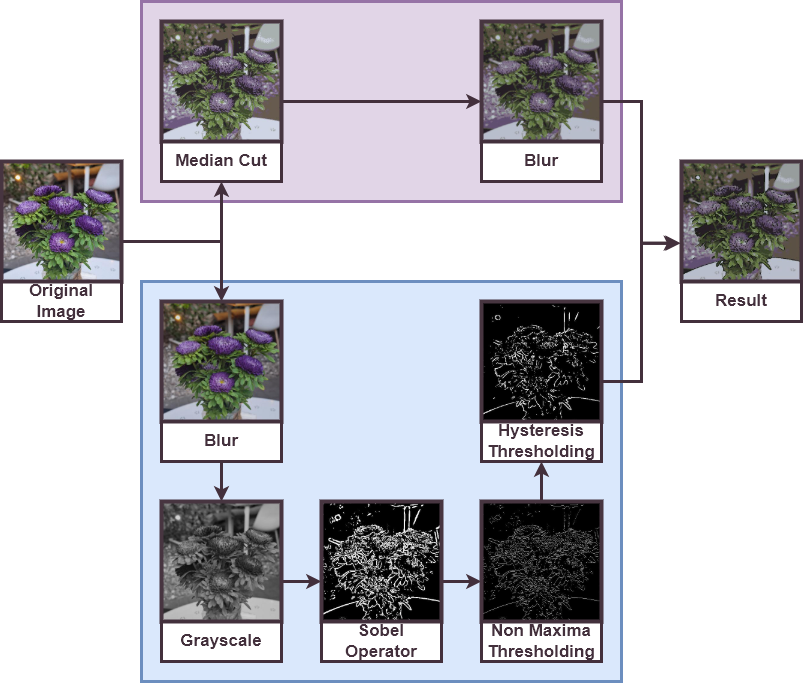 Median Cut
Blur
Original
Image
Result
Blur
Hysteresis
Thresholding
Grayscale
Sobel
Operator
Non Maxima
Thresholding